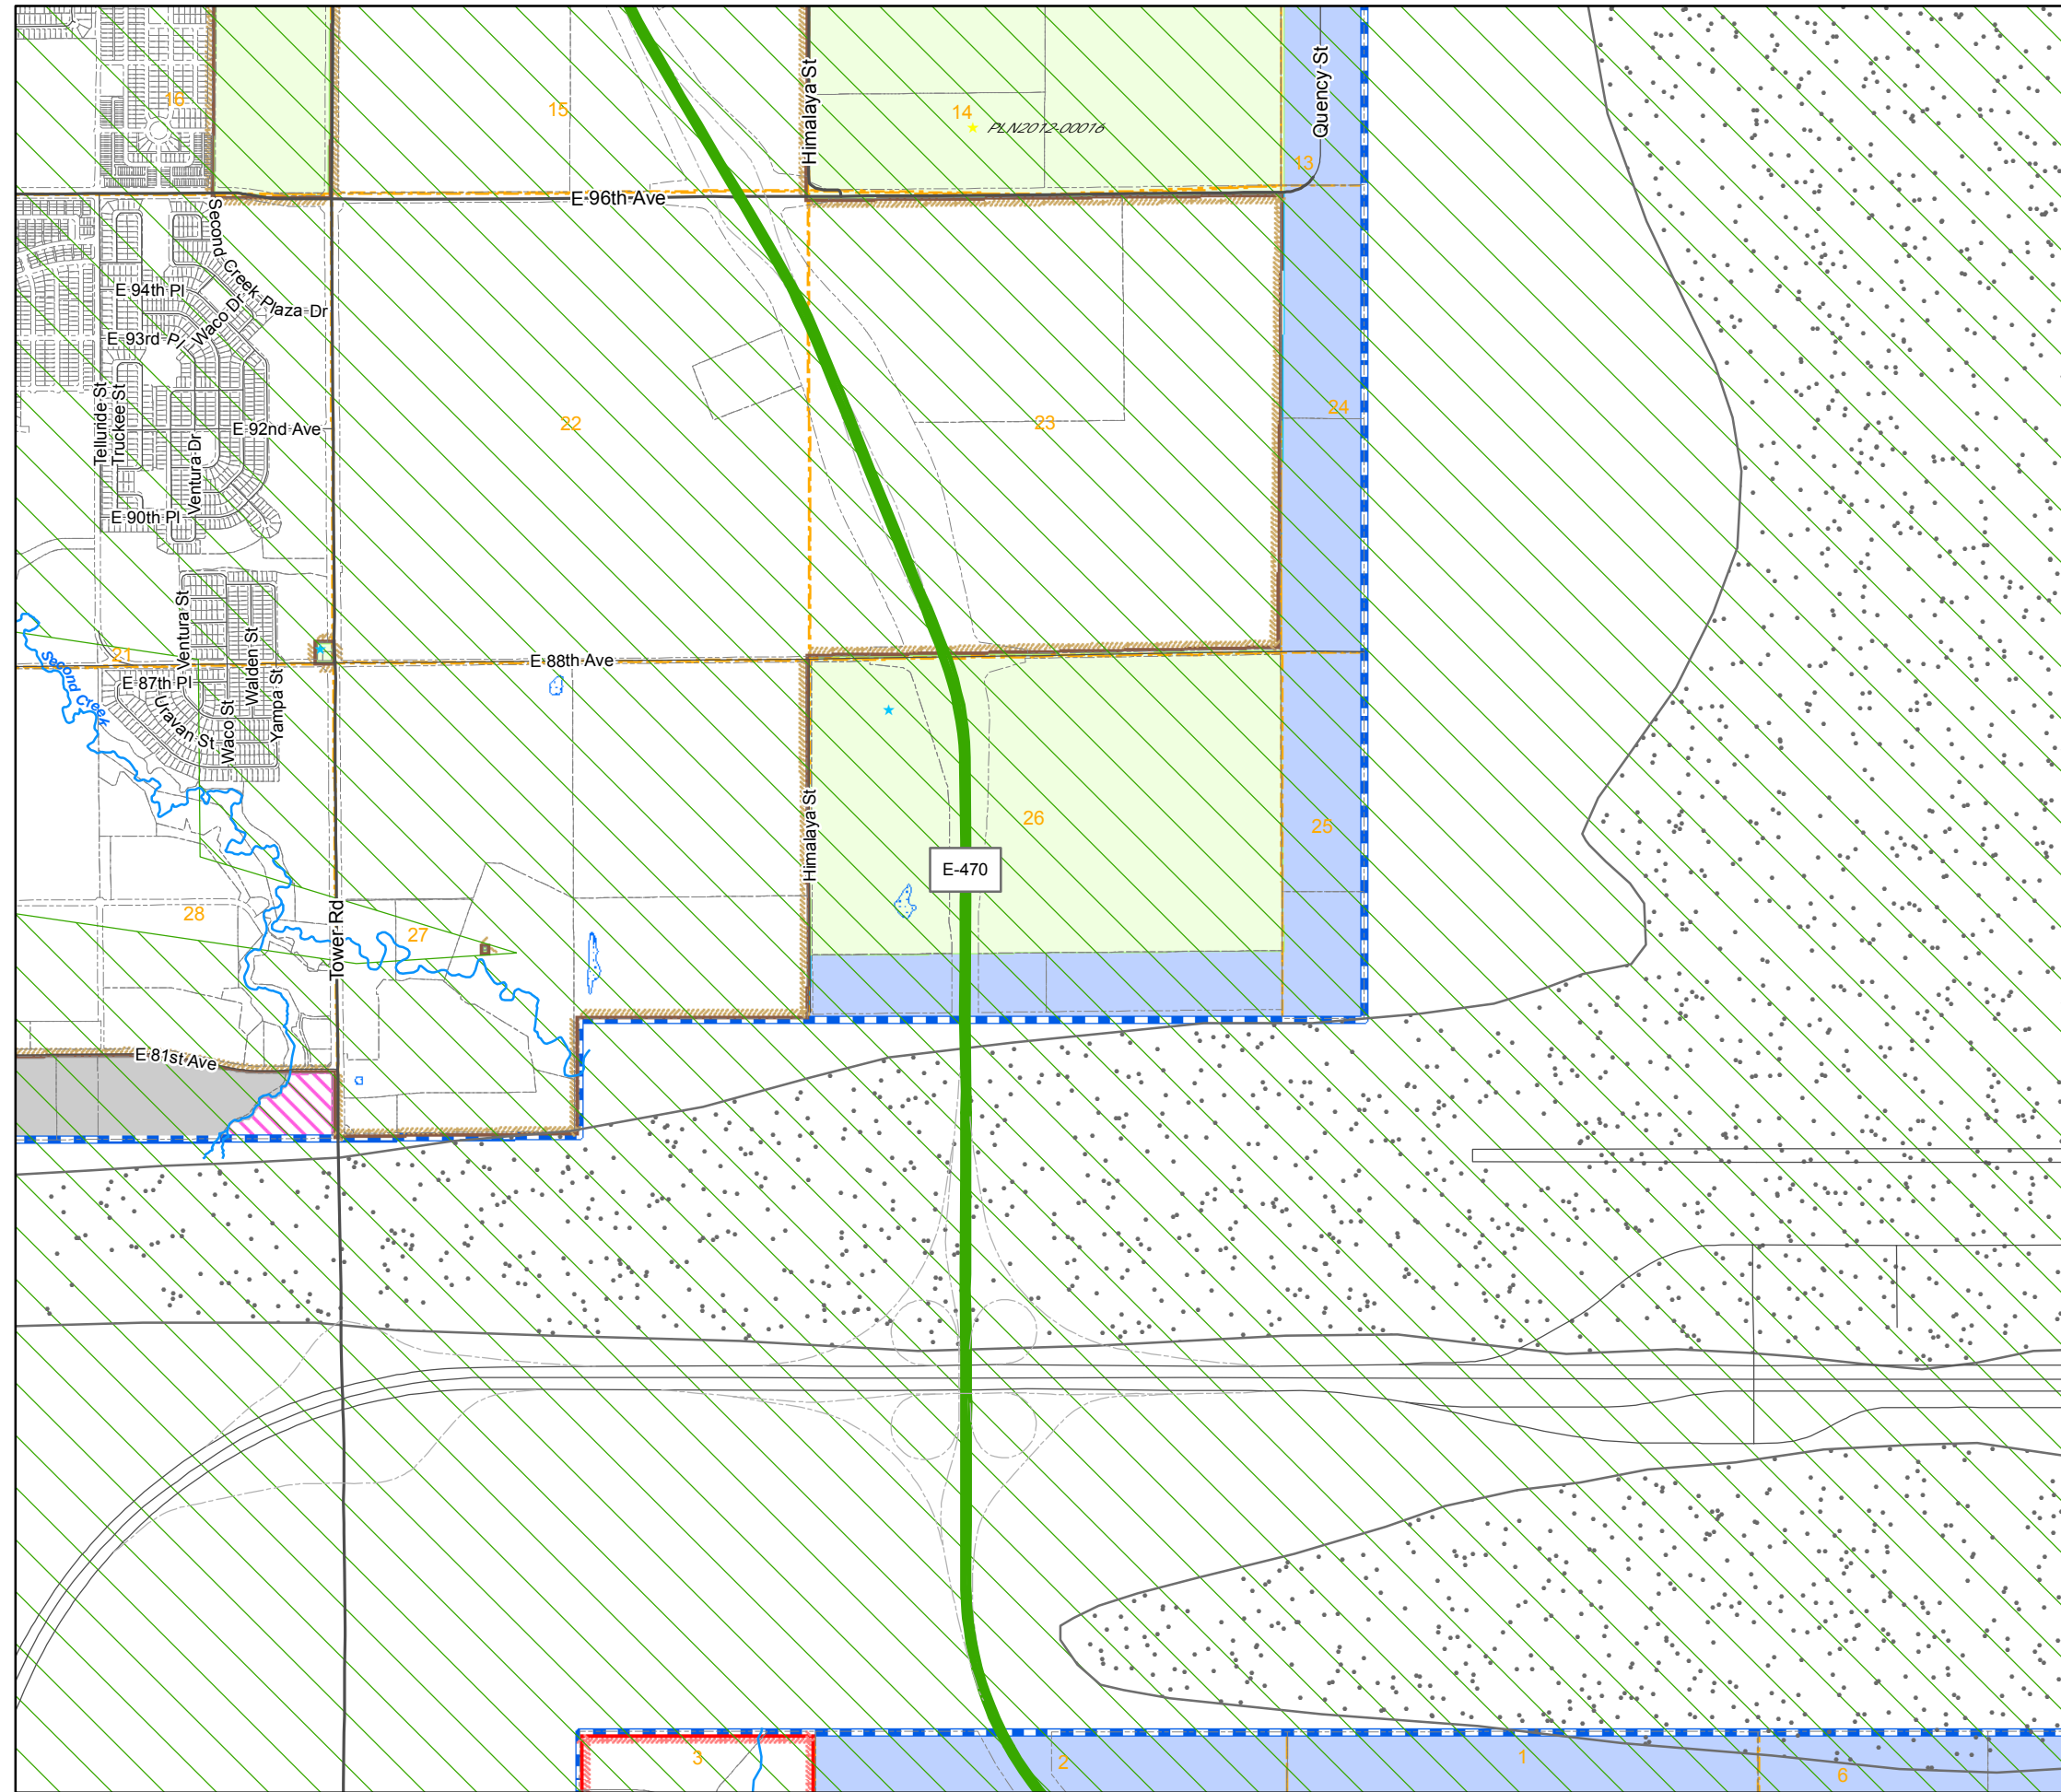 16
15
Himalaya St
14
PLN2012-00016
Quency St
13
E 96th Ave
Second Creek Plaza Dr
E 94th Pl
Waco Dr
E 93rd Pl
Telluride St
Truckee St
Ventura Dr
E 92nd Ave
22
23
24
E 90th Pl
Ventura St
Walden St
21
E 88th Ave
Second Creek
E 87th Pl
Uravan St
Waco St
Yampa St
Himalaya St
26
25
E-470
28
Tower Rd
27
E 81st Ave
3
2
1
6